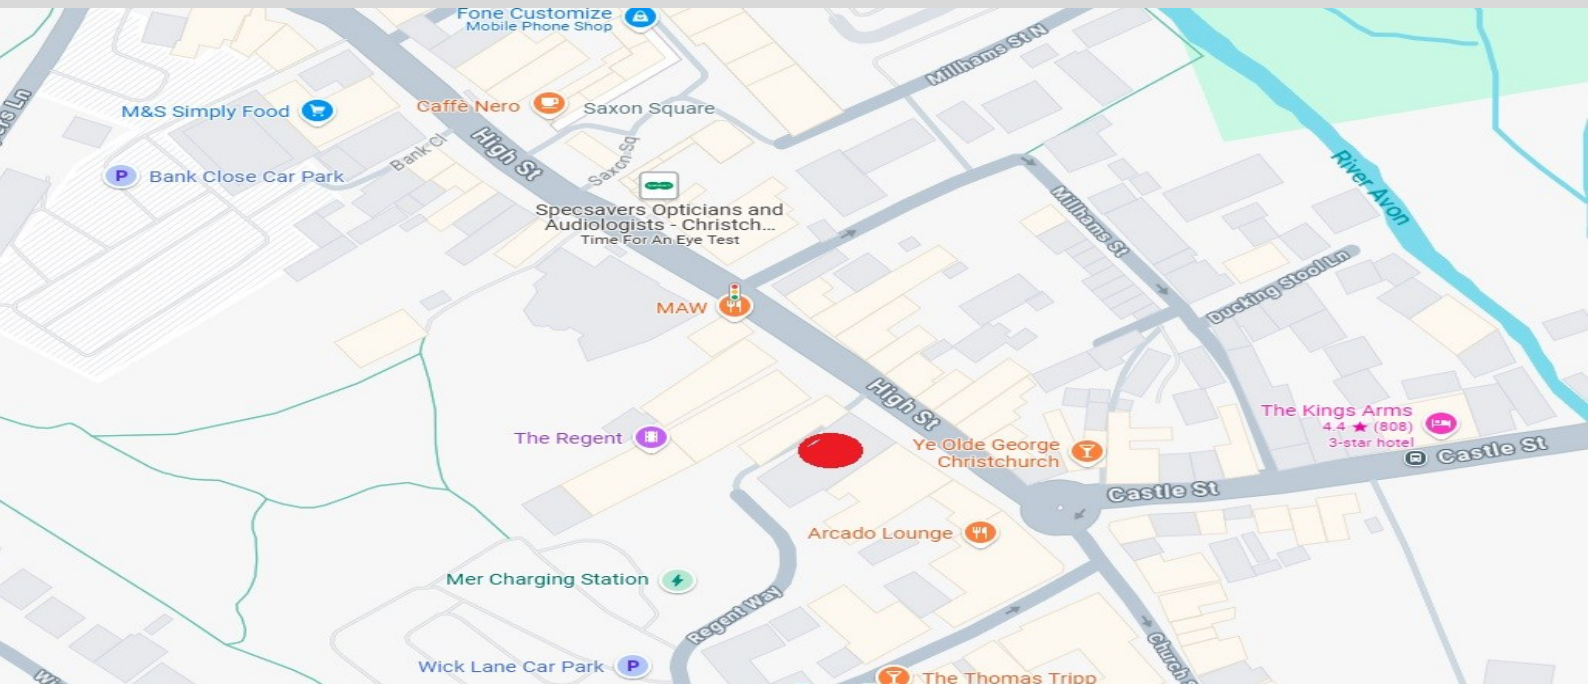 Fone Customize
Mobile Phone Shop
Millhams St N
M&S Simply Food
Caffè Nero
Saxon Square
High St
Bank Cl
Saxon Sq
P Bank Close Car Park
River Avon
Specsavers Opticians and
Audiologists - Christch...
Time For An Eye Test
Millhams St
Ducking Stool Ln
MAW
High St
The Kings Arms
4.4 ★ (808)
3-star hotel
The Regent
Ye Olde George
Christchurch
Castle St
Castle St
Arcado Lounge
Mer Charging Station
Regent Way
Church S
Wick Lane Car Park P
The Thomas Tripp